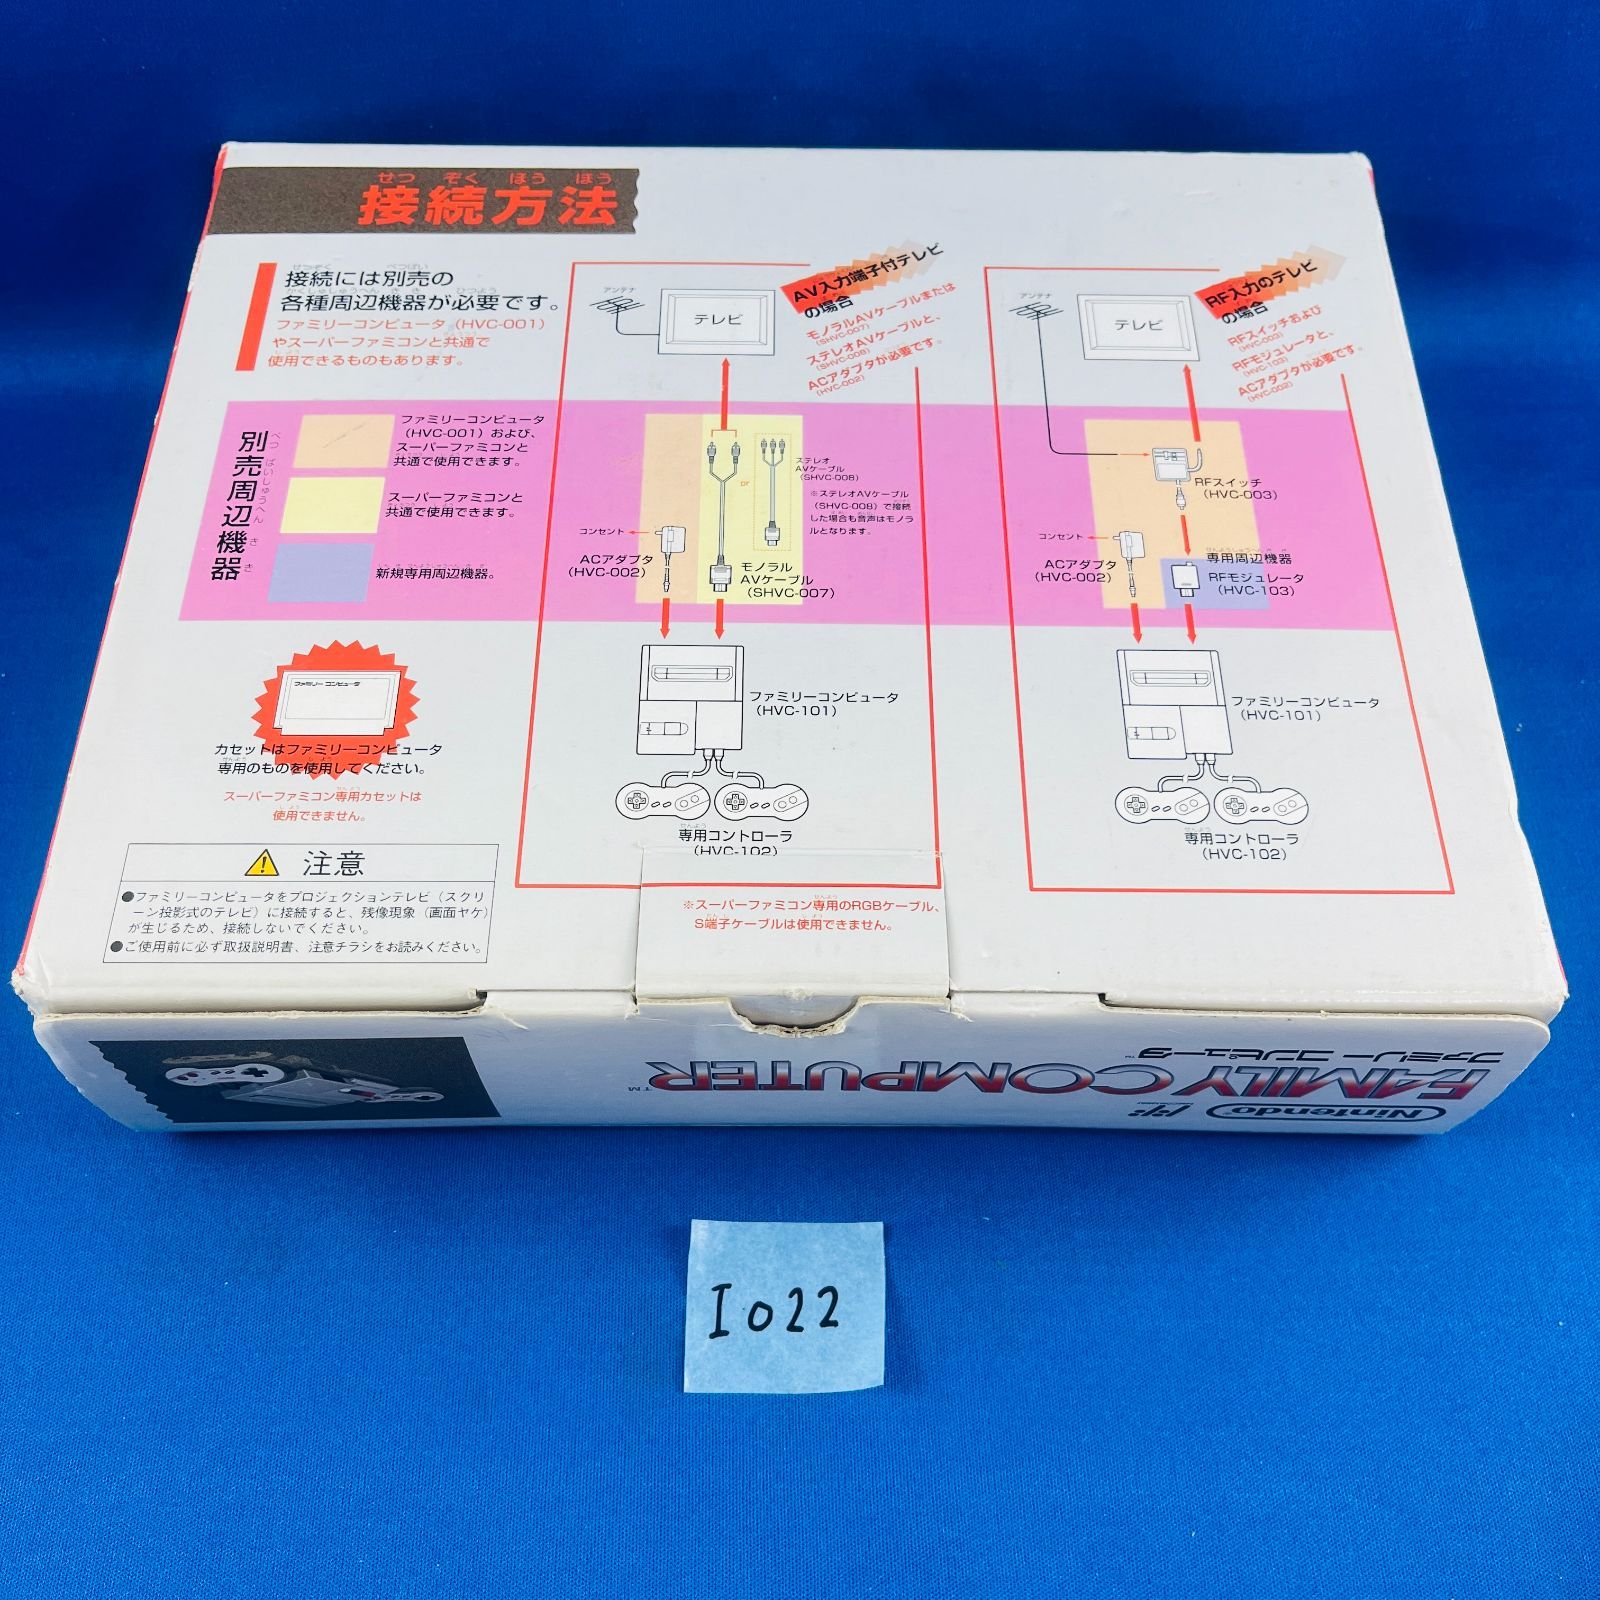 せつぞくほうほう
接続方法
接続には別売の
各種周辺機器が必要です。
ファミリーコンピュータ（HVC-001）
やスーパーファミコンと共通で
使用できるものもあります。
別売周辺機器
ファミリーコンピュータ
（HVC-001）および、
スーパーファミコンと
共通で使用できます。
スーパーファミコンと
共通で使用できます。
新規専用周辺機器。
ファミリーコンピュータ
カセットはファミリーコンピュータ
専用のものを使用してください。
スーパーファミコン専用カセットは
使用できません。
注意
●ファミリーコンピュータをプロジェクションテレビ（スクリ
ーン投影式のテレビ）に接続すると、残像現象（画面ヤケ）
が生じるため、接続しないでください。
●ご使用前に必ず取扱説明書、注意チラシをお読みください。
アンテナ
テレビ
AV入力端子付テレビ
の場合
モノラルAVケーブルまたは
（SHVC-007）
ステレオAVケーブルと、
（SHVC-008）
ACアダプタが必要です。
（HVC-002）
or
ステレオ
AVケーブル
（SHVC-008）
※ステレオAVケーブル
（SHVC-008）で接続
した場合も音声はモノラ
ルとなります。
コンセント
ACアダプタ
（HVC-002）
モノラル
AVケーブル
（SHVC-007）
ファミリーコンピュータ
（HVC-101）
専用コントローラ
（HVC-102）
※スーパーファミコン専用のRGBケーブル、
S端子ケーブルは使用できません。
アンテナ
テレビ
RF入力のテレビ
の場合
RFスイッチおよび
（HVC-003）
RFモジュレータと、
（HVC-103）
ACアダプタが必要です。
（HVC-002）
RFスイッチ
（HVC-003）
コンセント
ACアダプタ
（HVC-002）
専用周辺機器
RFモジュレータ
（HVC-103）
ファミリーコンピュータ
（HVC-101）
専用コントローラ
（HVC-102）
Nintendo
FAMILY COMPUTER™
ファミリーコンピュータ™
I022